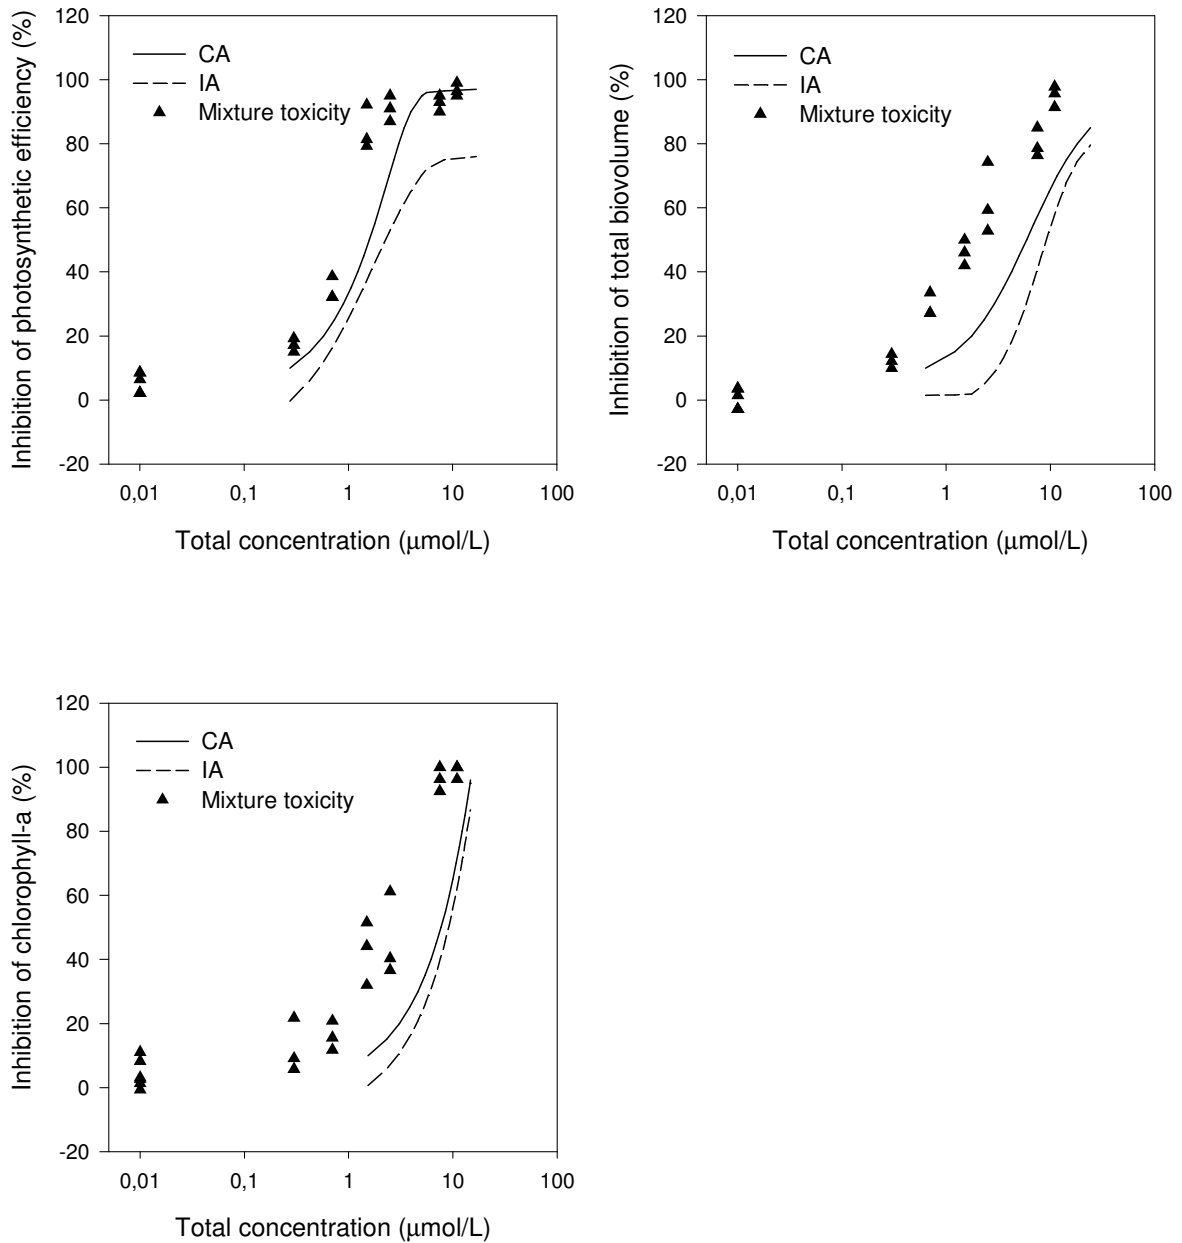 Inhibition of photosynthetic efficiency (%)
120
100
80
60
40
20
0
-20
CA
IA
Mixture toxicity
0,01 0,1 1 10 100
Total concentration (μmol/L)
Inhibition of total biovolume (%)
120
100
80
60
40
20
0
-20
CA
IA
Mixture toxicity
0,01 0,1 1 10 100
Total concentration (μmol/L)
Inhibition of chlorophyll-a (%)
120
100
80
60
40
20
0
-20
CA
IA
Mixture toxicity
0,01 0,1 1 10 100
Total concentration (μmol/L)